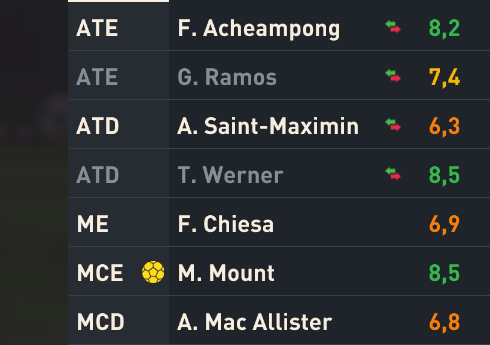 ATE F. Acheampong 8,2
ATE G. Ramos 7,4
ATD A. Saint-Maximin 6,3
ATD T. Werner 8,5
ME F. Chiesa 6,9
MCE M. Mount 8,5
MCD A. Mac Allister 6,8